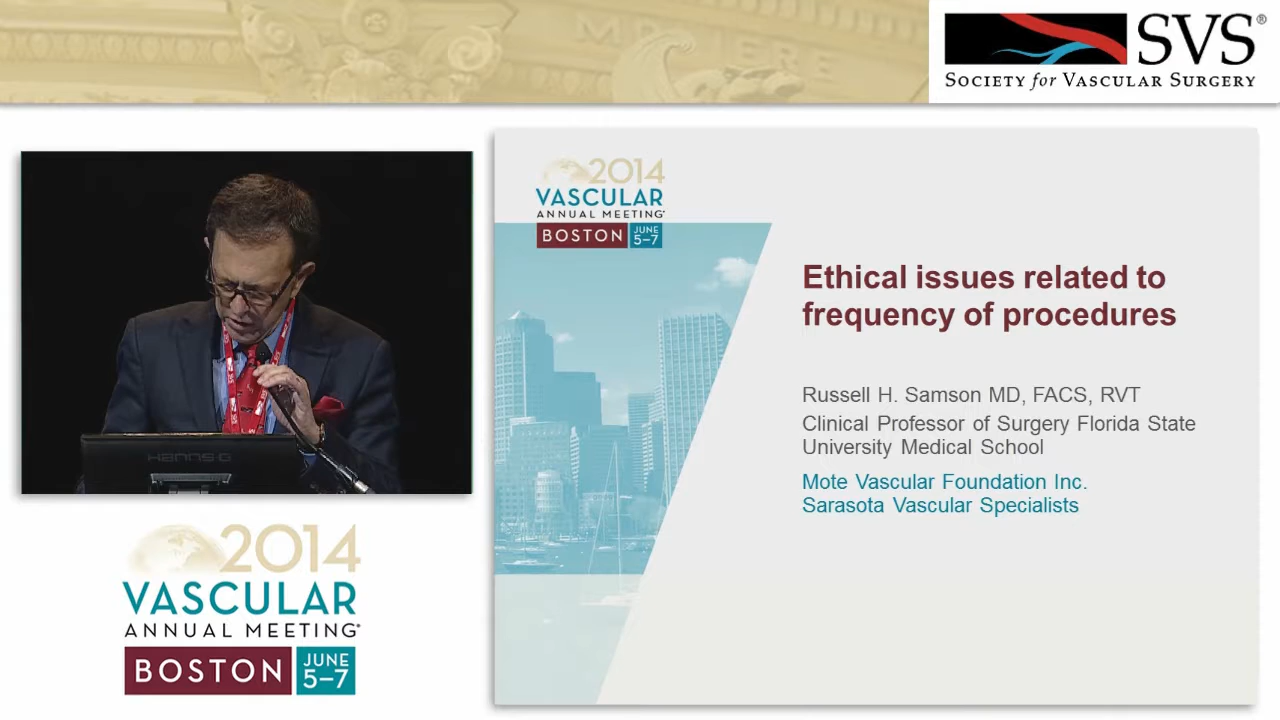 SVS®
SOCIETY for VASCULAR SURGERY
MOLIERE
2014
VASCULAR
ANNUAL MEETING®
BOSTON
JUNE
5–7
Ethical issues related to
frequency of procedures
Russell H. Samson MD, FACS, RVT
Clinical Professor of Surgery Florida State
University Medical School
Mote Vascular Foundation Inc.
Sarasota Vascular Specialists
HANNS-G
2014
VASCULAR
ANNUAL MEETING®
BOSTON
JUNE
5–7